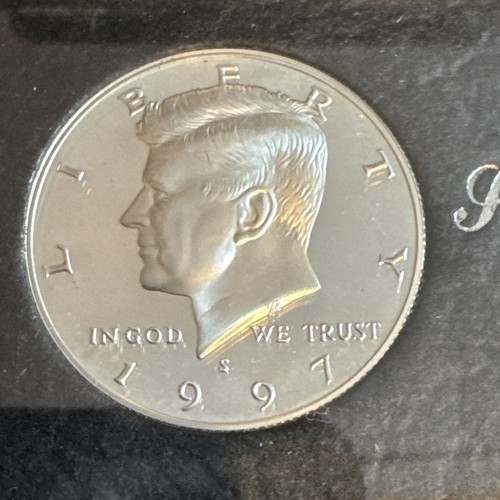 LIBERTY
IN GOD WE TRUST
S
1997